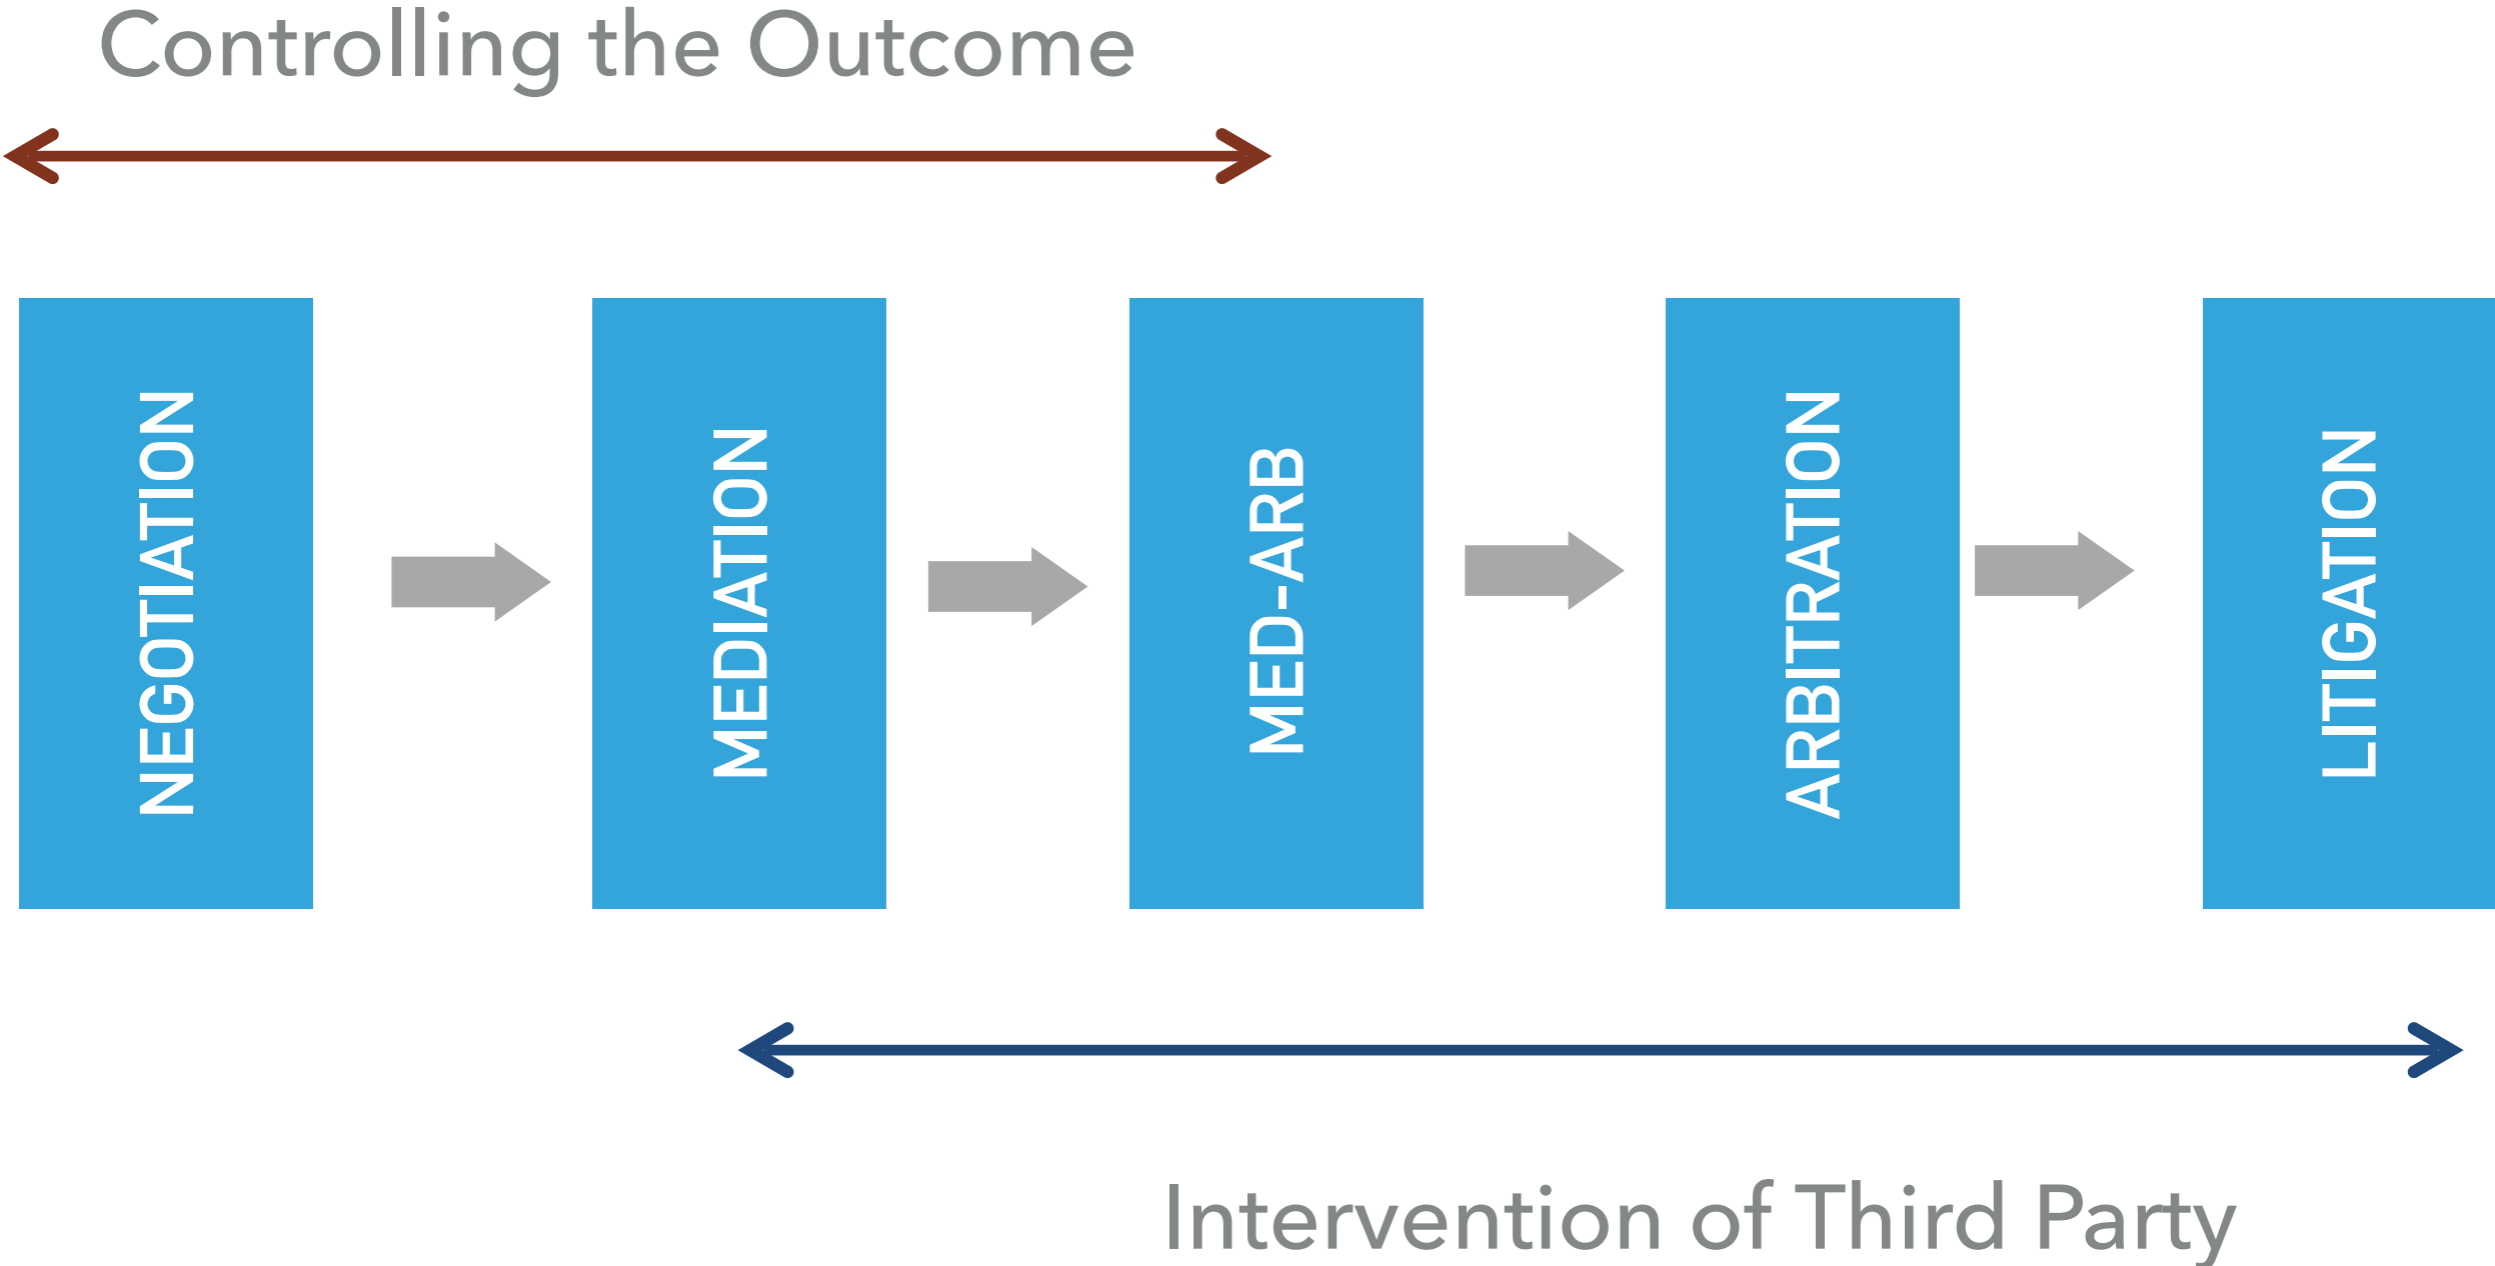 Controlling the Outcome
NEGOTIATION
MEDIATION
MED-ARB
ARBITRATION
LITIGATION
Intervention of Third Party